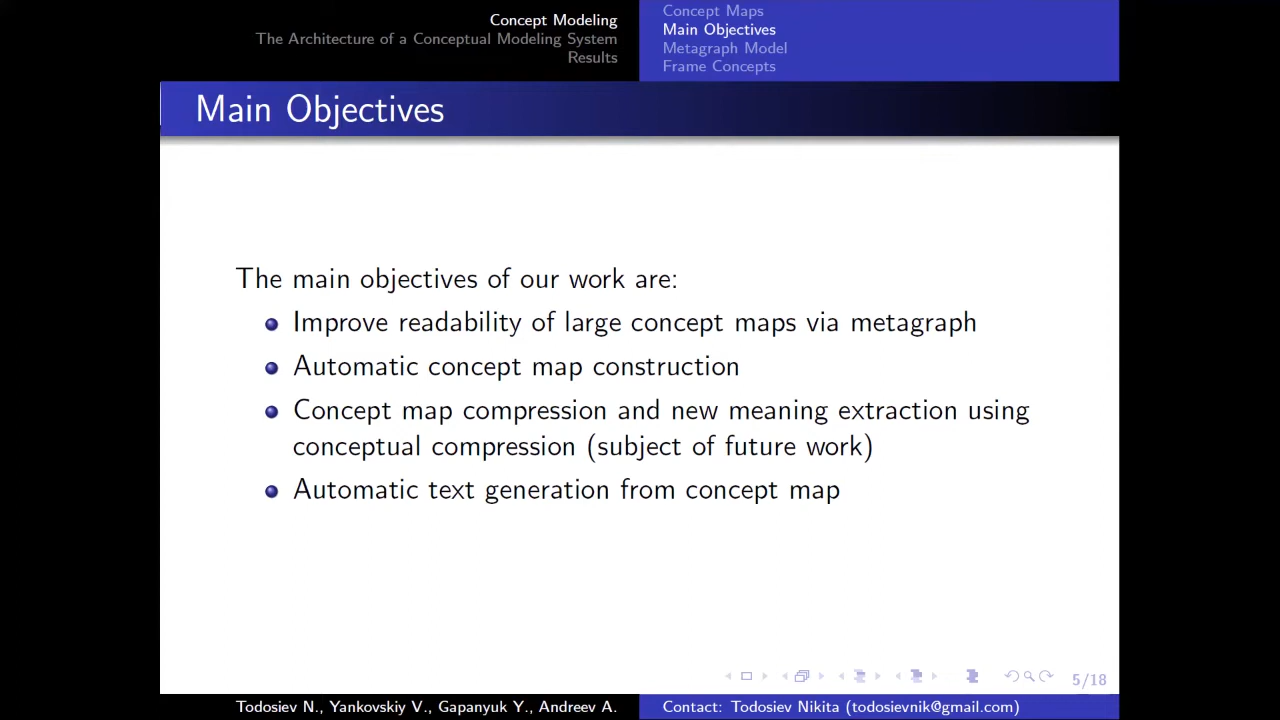 Concept Modeling
The Architecture of a Conceptual Modeling System
Results
Concept Maps
Main Objectives
Metagraph Model
Frame Concepts
Main Objectives
The main objectives of our work are:
Improve readability of large concept maps via metagraph
Automatic concept map construction
Concept map compression and new meaning extraction using
conceptual compression (subject of future work)
Automatic text generation from concept map
5/18
Todosiev N., Yankovskiy V., Gapanyuk Y., Andreev A.
Contact: Todosiev Nikita (todosievnik@gmail.com)